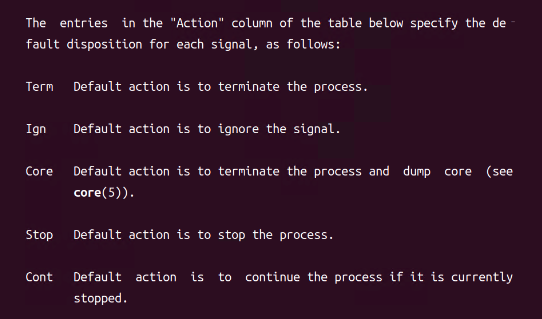 The entries in the "Action" column of the table below specify the de‐
fault disposition for each signal, as follows:
Term Default action is to terminate the process.
Ign Default action is to ignore the signal.
Core Default action is to terminate the process and dump core (see
core(5)).
Stop Default action is to stop the process.
Cont Default action is to continue the process if it is currently
stopped.